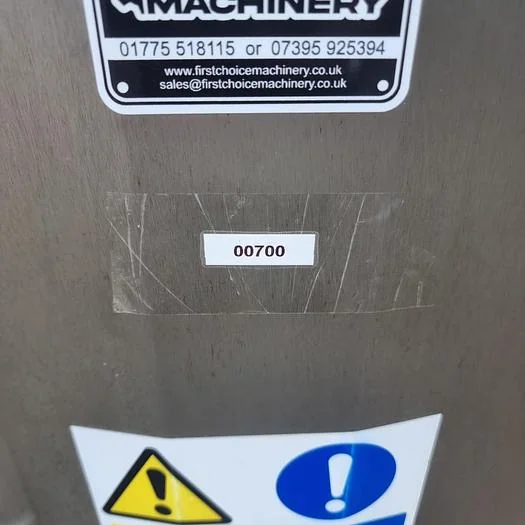 MACHINERY
01775 518115 or 07395 925394
www.firstchoicemachinery.co.uk
sales@firstchoicemachinery.co.uk
00700
!
!